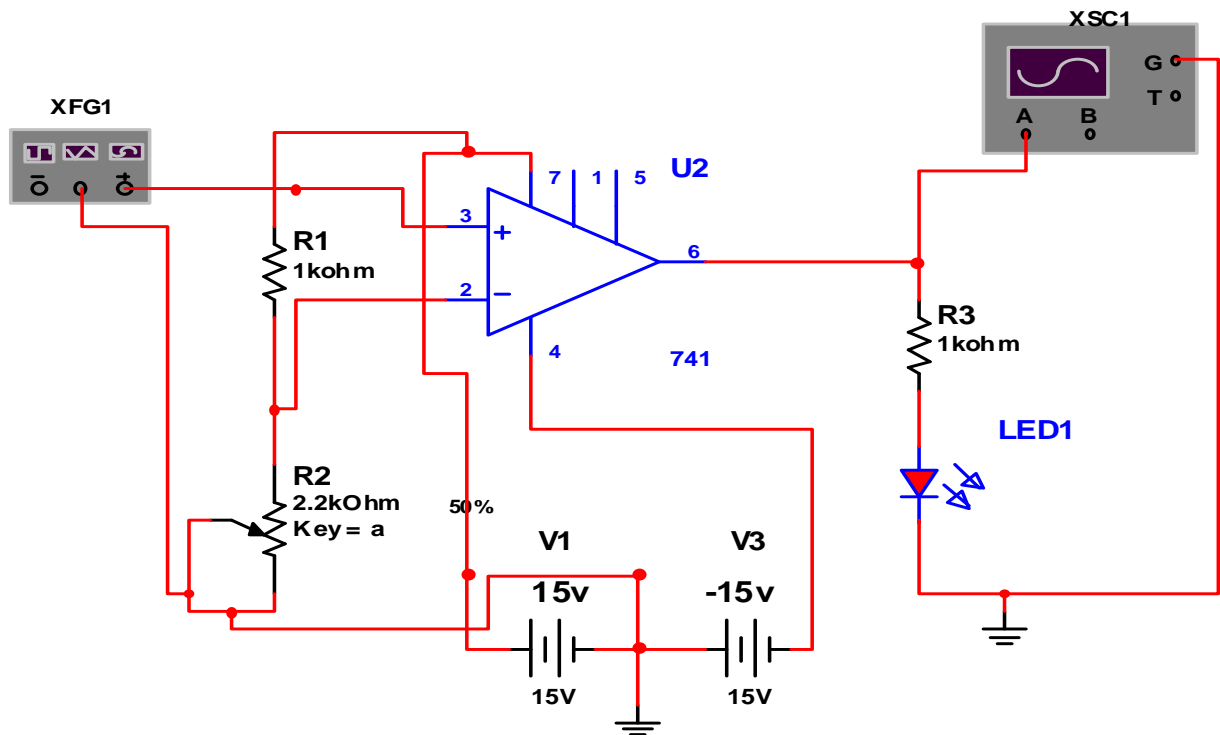 XSC1
G
T
A B
XFG1
7 1 5 U2
3
+
6
2
−
R1
1kohm
4 741
R3
1kohm
LED1
R2
2.2kOhm
Key= a
50%
V1 V3
15v -15v
15V 15V